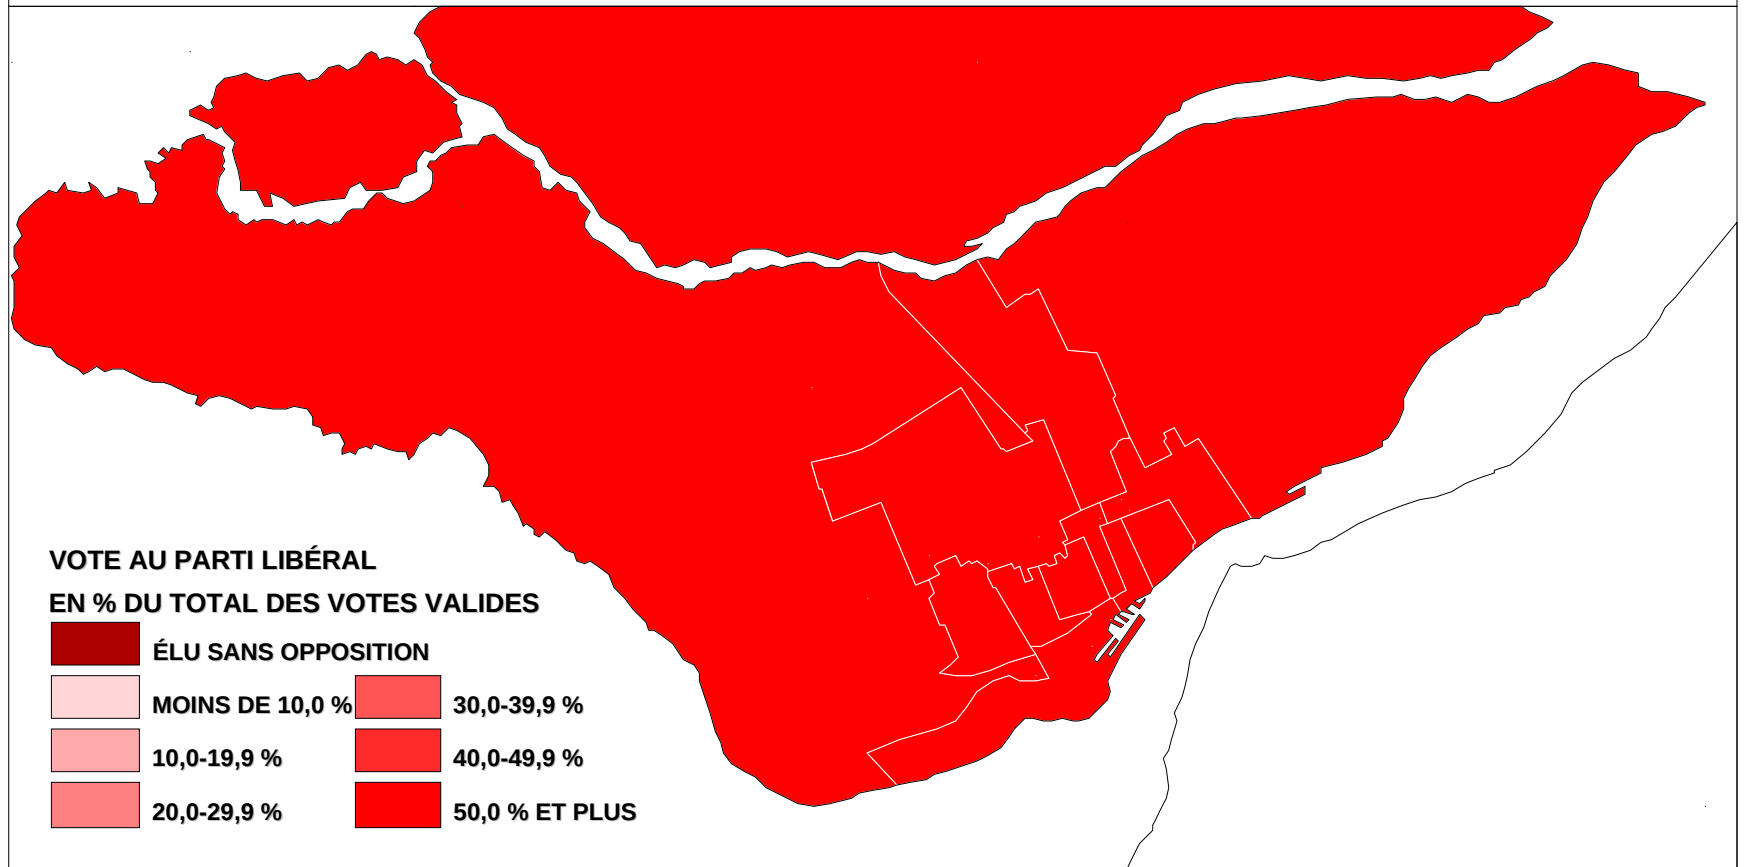 VOTE AU PARTI LIBÉRAL
EN % DU TOTAL DES VOTES VALIDES
ÉLU SANS OPPOSITION
MOINS DE 10,0 %
10,0-19,9 %
20,0-29,9 %
30,0-39,9 %
40,0-49,9 %
50,0 % ET PLUS